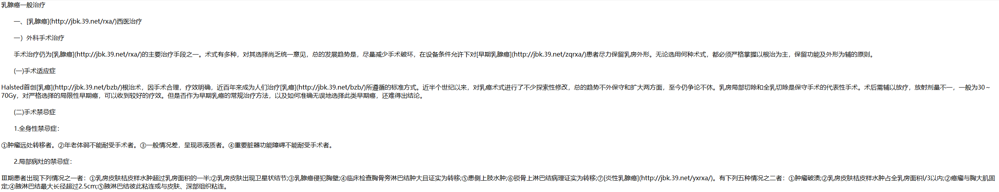 乳腺癌一般治疗
一、[乳腺癌](http://jbk.39.net/rxa/)西医治疗
一）外科手术治疗
手术治疗仍为[乳腺癌](http://jbk.39.net/rxa/)的主要治疗手段之一。术式有多种，对其选择尚乏统一意见，总的发展趋势是，尽量减少手术破坏，在设备条件允许下对[早期乳腺癌](http://jbk.39.net/zqrxa/)患者尽力保留乳房外形。无论选用何种术式，都必须严格掌握以根治为主，保留功能及外形为辅的原则。
(一)手术适应症
Halsted首创[乳癌](http://jbk.39.net/bzb/)根治术，因手术合理，疗效明确，近百年来成为人们治疗[乳癌](http://jbk.39.net/bzb/)所遵循的标准方式。近半个世纪以来，对乳癌术式进行了不少探索性修改，总的趋势不外保守和扩大两方面，至今仍争论不休。乳房局部切除和全乳切除是保守手术的代表性手术。术后需辅以放疗，放射剂量不一，一般为30～
70Gy，对严格选择的局限性早期癌，可以收到较好的疗效。但是否作为早期乳癌的常规治疗方法，以及如何准确无误地选择此类早期癌，还难得出结论。
(二)手术禁忌症
1.全身性禁忌症：
①肿瘤远处转移者。②年老体弱不能耐受手术者。③一般情况差，呈现恶液质者。④重要脏器功能障碍不能耐受手术者。
2.局部病灶的禁忌症：
Ⅲ期患者出现下列情况之一者：①乳房皮肤桔皮样水肿超过乳房面积的一半;②乳房皮肤出现卫星状结节;③乳腺癌侵犯胸壁;④临床检查胸骨旁淋巴结肿大且证实为转移;⑤患侧上肢水肿;⑥锁骨上淋巴结病理证实为转移;⑦[炎性乳腺癌](http://jbk.39.net/yxrxa/)。有下列五种情况之二者：①肿瘤破溃;②乳房皮肤桔皮样水肿占全乳房面积l/3以内;②癌瘤与胸大肌固
定;④腋淋巴结最大长径超过2.5cm;⑤腋淋巴结彼此粘连或与皮肤、深部组织粘连。